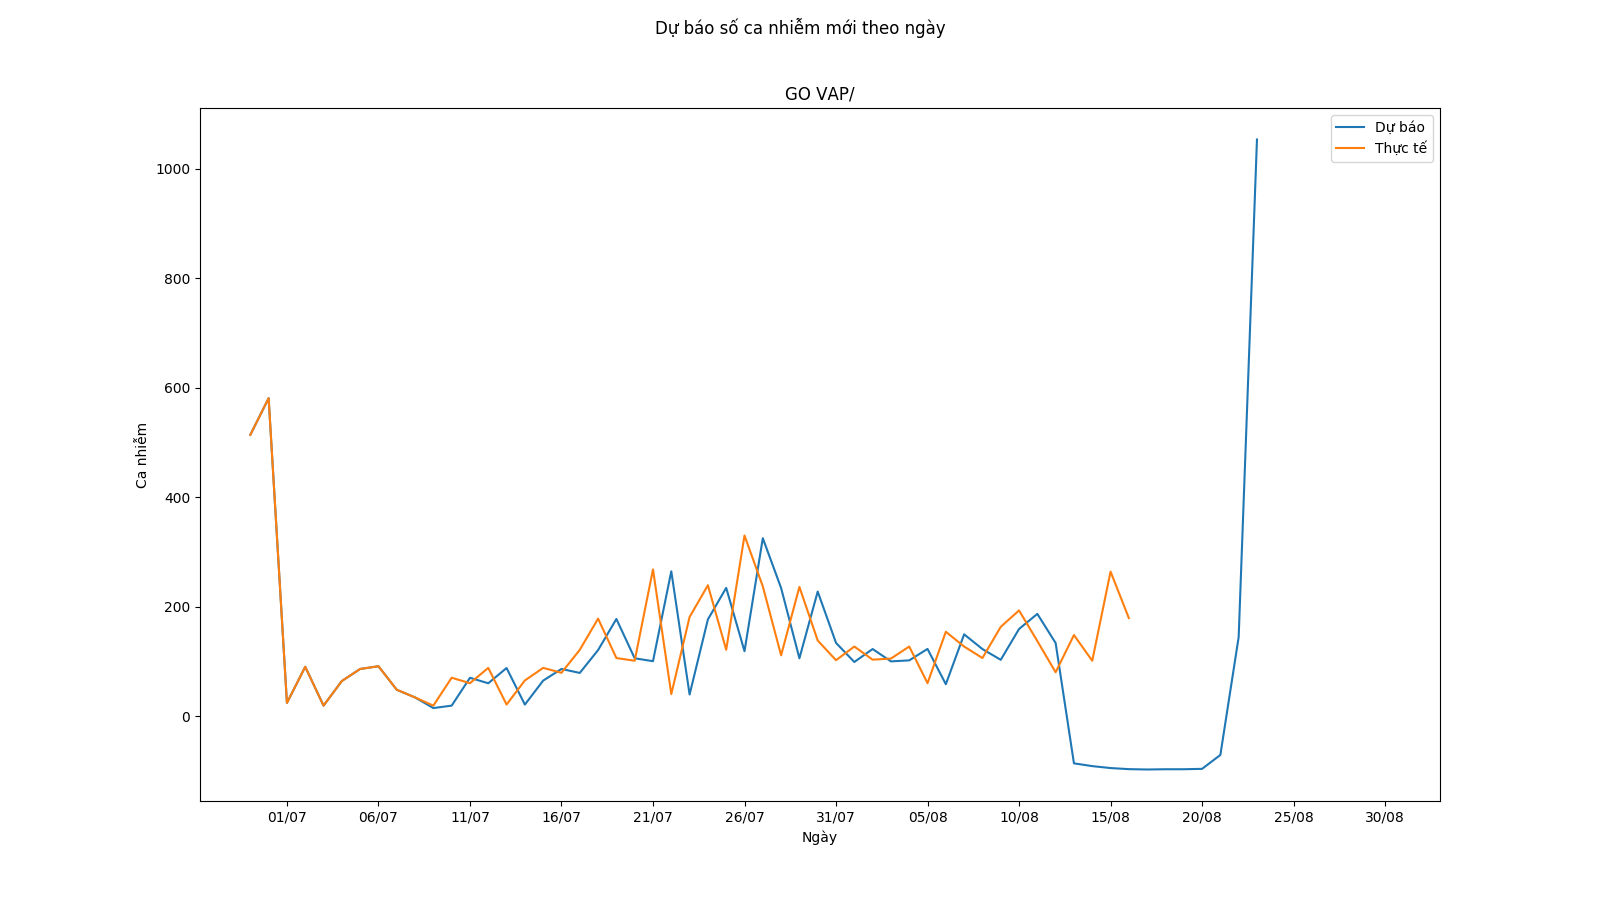 Dự báo số ca nhiễm mới theo ngày
GO VAP/
Dự báo
Thực tế
1000
800
600
400
200
0
Ca nhiễm
01/07 06/07 11/07 16/07 21/07 26/07 31/07 05/08 10/08 15/08 20/08 25/08 30/08
Ngày